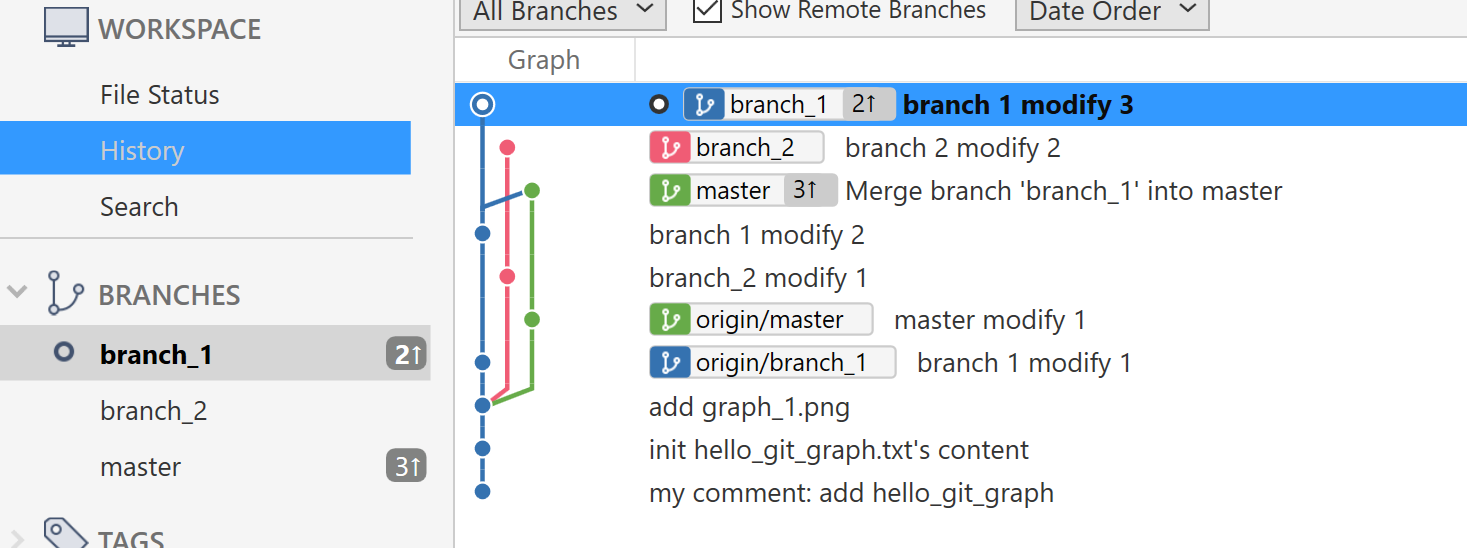 WORKSPACE
File Status
History
Search
BRANCHES
branch_1 2↑
branch_2
master 3↑
TAGS
All Branches Show Remote Branches Date Order
Graph
branch_1 2↑ branch 1 modify 3
branch_2 branch 2 modify 2
master 3↑ Merge branch 'branch_1' into master
branch 1 modify 2
branch_2 modify 1
origin/master master modify 1
origin/branch_1 branch 1 modify 1
add graph_1.png
init hello_git_graph.txt's content
my comment: add hello_git_graph